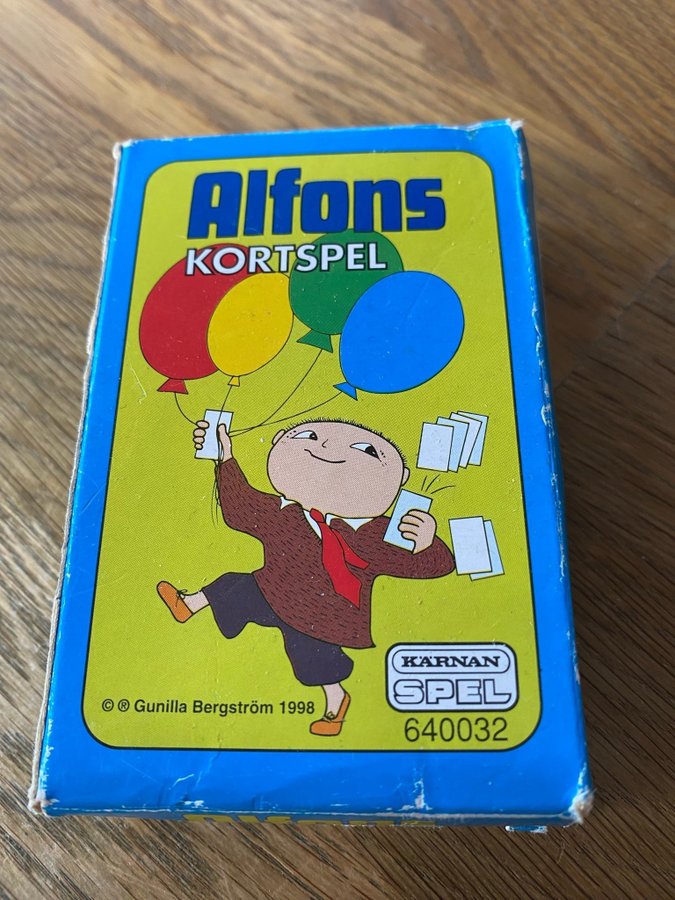 Alfons
KORTSPEL
KÄRNAN
SPEL
© ® Gunilla Bergström 1998
640032